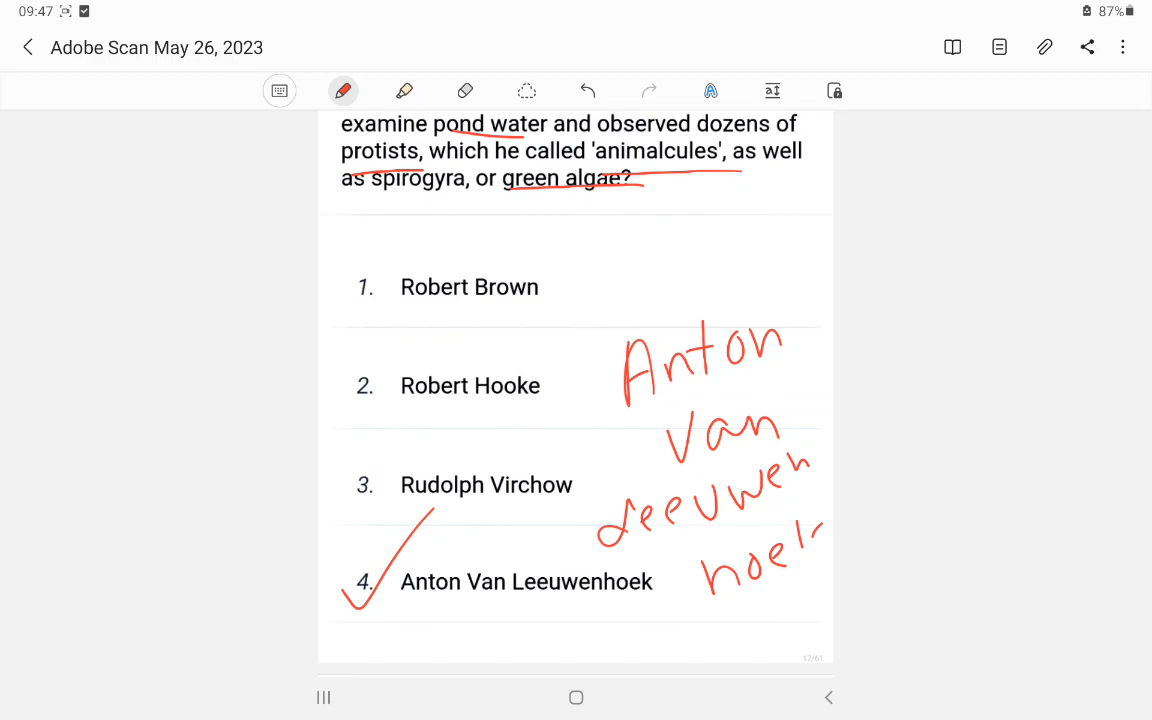 09:47
87%
Adobe Scan May 26, 2023
examine pond water and observed dozens of
protists, which he called 'animalcules', as well
as spirogyra, or green algae?
1. Robert Brown
2. Robert Hooke
3. Rudolph Virchow
4. Anton Van Leeuwenhoek
Anton
Van
Leeuwen
hoek
17/61